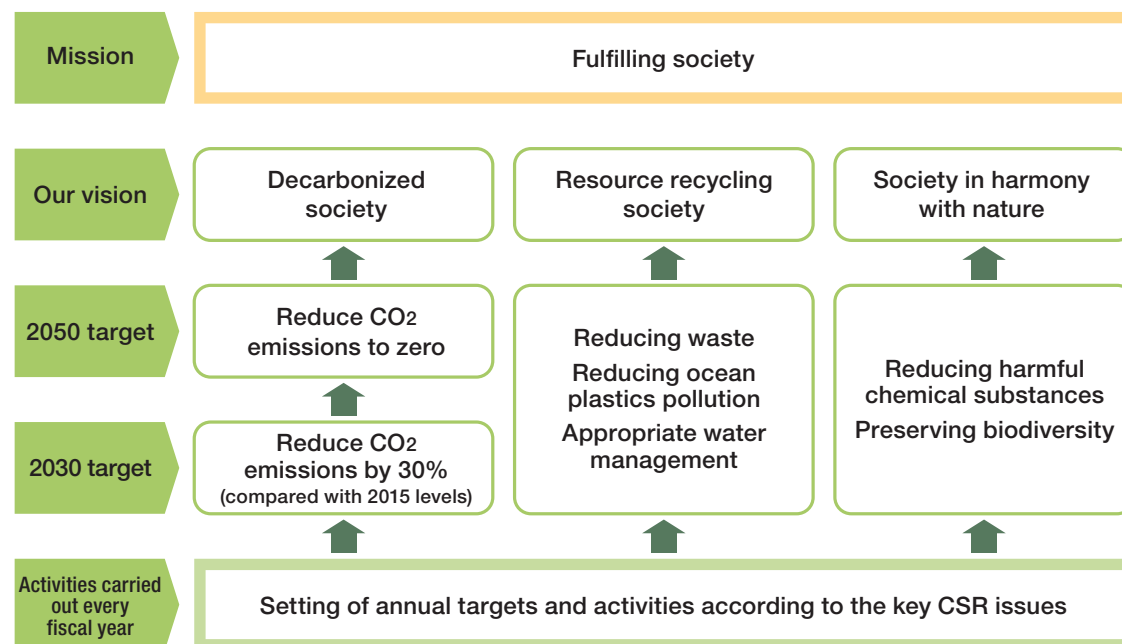 Mission
Fulfilling society
Our vision
Decarbonized
society
Resource recycling
society
Society in harmony
with nature
2050 target
Reduce CO2
emissions to zero
2030 target
Reduce CO2
emissions by 30%
(compared with 2015 levels)
Reducing waste
Reducing ocean
plastics pollution
Appropriate water
management
Reducing harmful
chemical substances
Preserving biodiversity
Activities carried
out every
fiscal year
Setting of annual targets and activities according to the key CSR issues